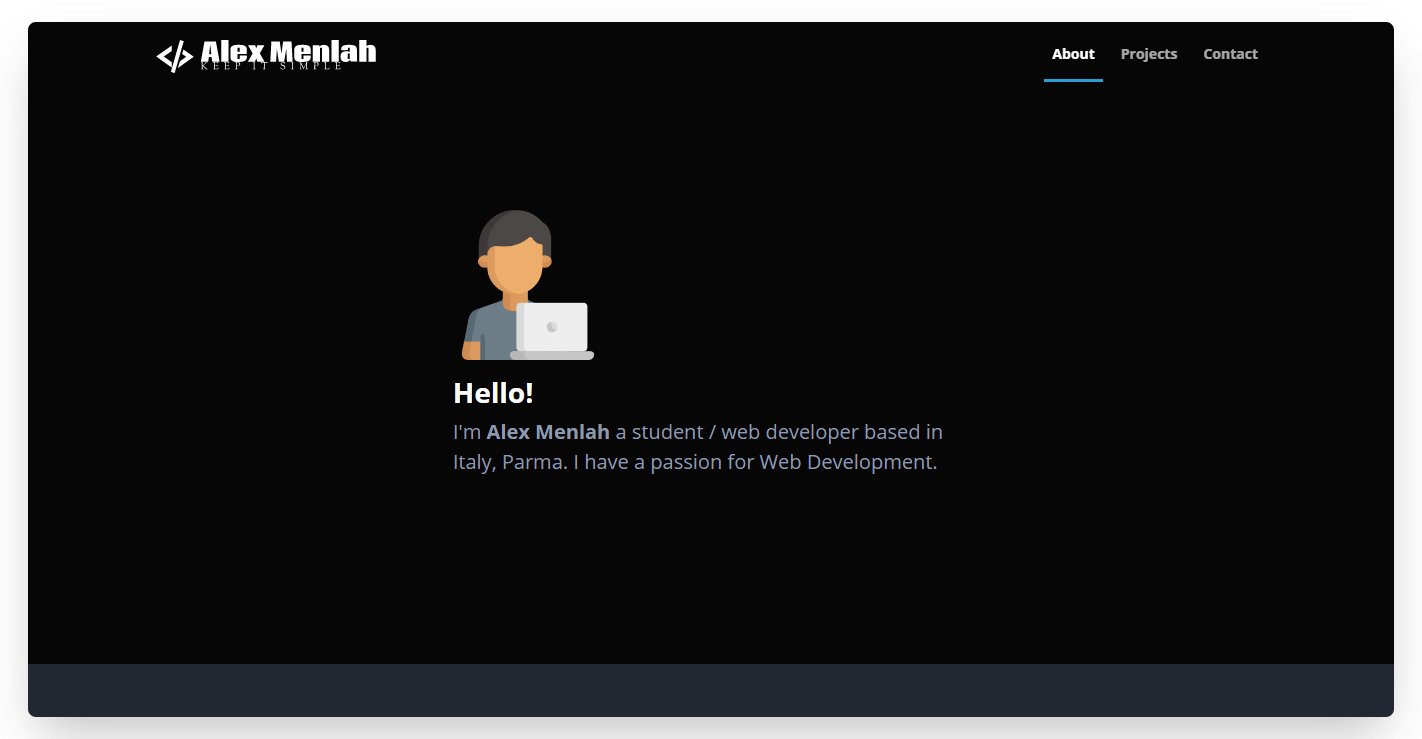 </> Alex Menlah
KEEP IT SIMPLE
About Projects Contact
Hello!
I'm Alex Menlah a student / web developer based in
Italy, Parma. I have a passion for Web Development.